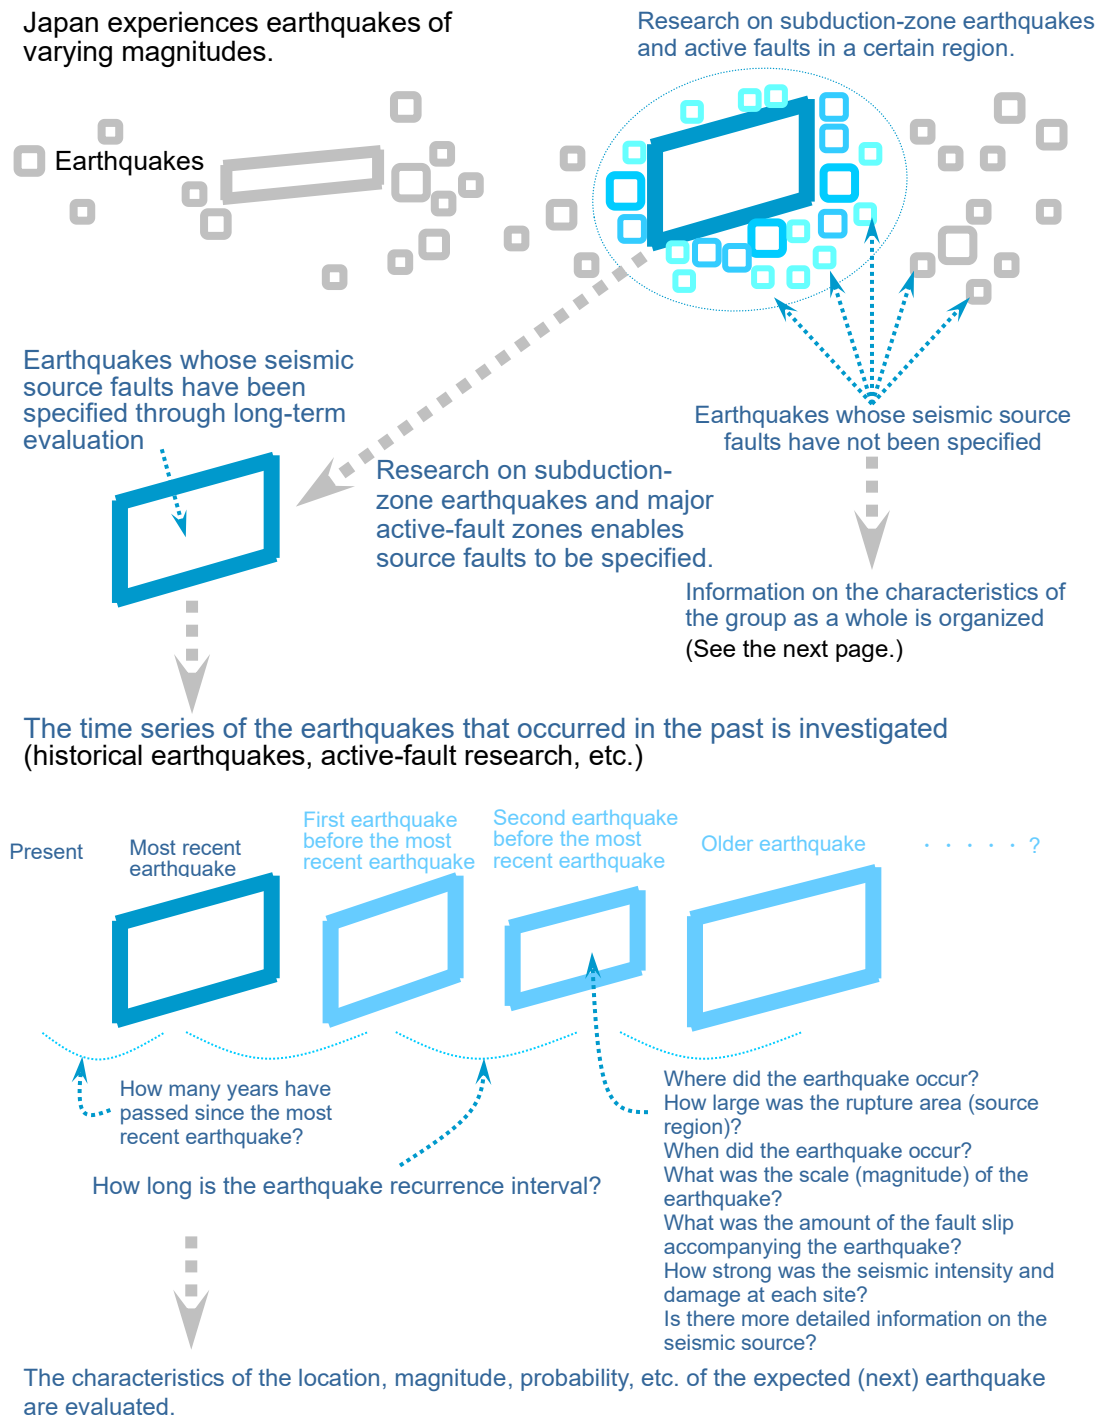 Japan experiences earthquakes of
varying magnitudes.
Research on subduction-zone earthquakes
and active faults in a certain region.
Earthquakes
Earthquakes whose seismic
source faults have been
specified through long-term
evaluation
Earthquakes whose seismic source
faults have not been specified
Research on subduction-
zone earthquakes and major
active-fault zones enables
source faults to be specified.
Information on the characteristics of
the group as a whole is organized
(See the next page.)
The time series of the earthquakes that occurred in the past is investigated
(historical earthquakes, active-fault research, etc.)
Present
Most recent
earthquake
First earthquake
before the most
recent earthquake
Second earthquake
before the most
recent earthquake
Older earthquake
· · · · · ?
How many years have
passed since the most
recent earthquake?
How long is the earthquake recurrence interval?
Where did the earthquake occur?
How large was the rupture area (source
region)?
When did the earthquake occur?
What was the scale (magnitude) of the
earthquake?
What was the amount of the fault slip
accompanying the earthquake?
How strong was the seismic intensity and
damage at each site?
Is there more detailed information on the
seismic source?
The characteristics of the location, magnitude, probability, etc. of the expected (next) earthquake
are evaluated.